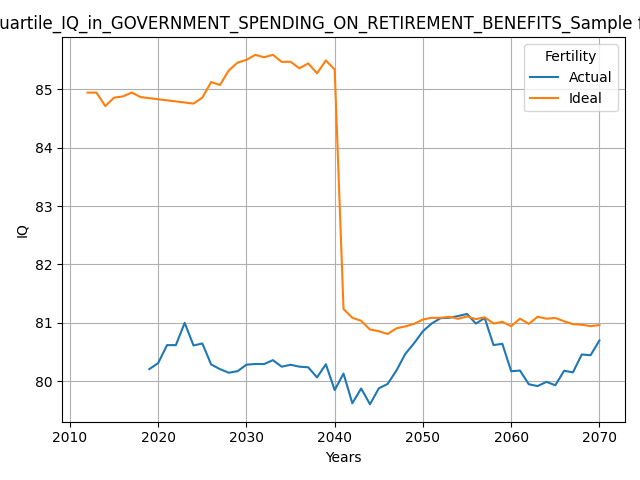 uartile_IQ_in_GOVERNMENT_SPENDING_ON_RETIREMENT_BENEFITS_Sample f
Fertility
Actual
Ideal
85
84
83
82
81
80
IQ
2010 2020 2030 2040 2050 2060 2070
Years